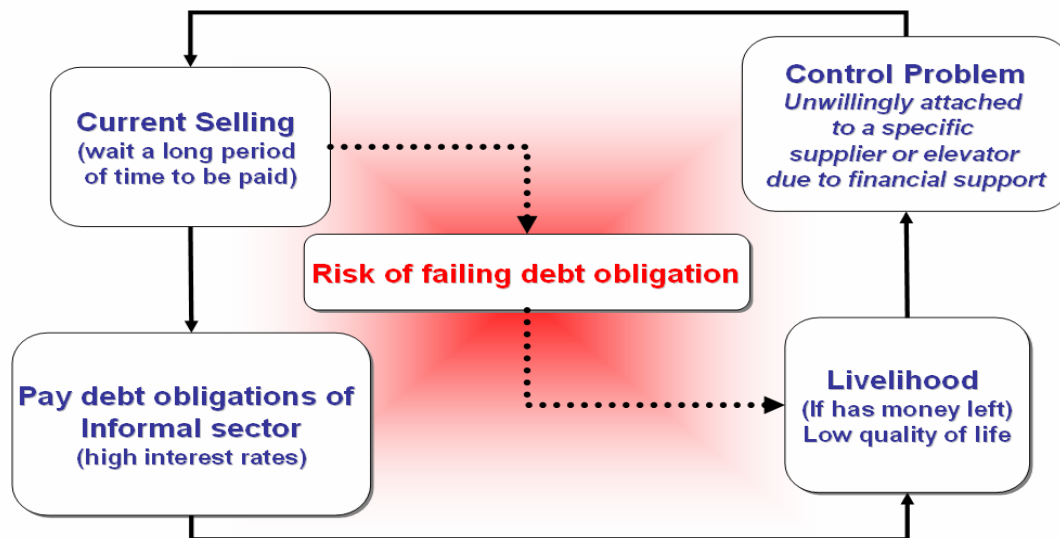 Current Selling
(wait a long period
of time to be paid)
Control Problem
Unwillingly attached
to a specific
supplier or elevator
due to financial support
Risk of failing debt obligation
Pay debt obligations of
Informal sector
(high interest rates)
Livelihood
(If has money left)
Low quality of life